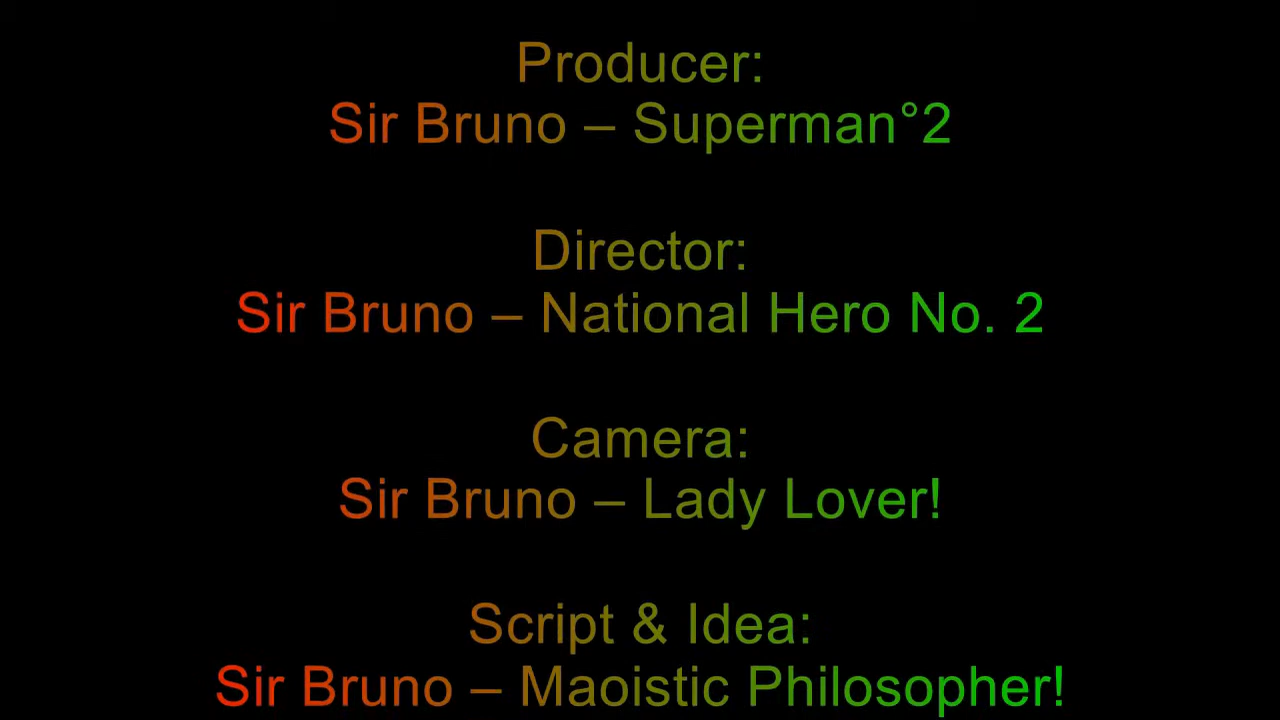 Producer:
Sir Bruno – Superman°2
Director:
Sir Bruno – National Hero No. 2
Camera:
Sir Bruno – Lady Lover!
Script & Idea:
Sir Bruno – Maoistic Philosopher!